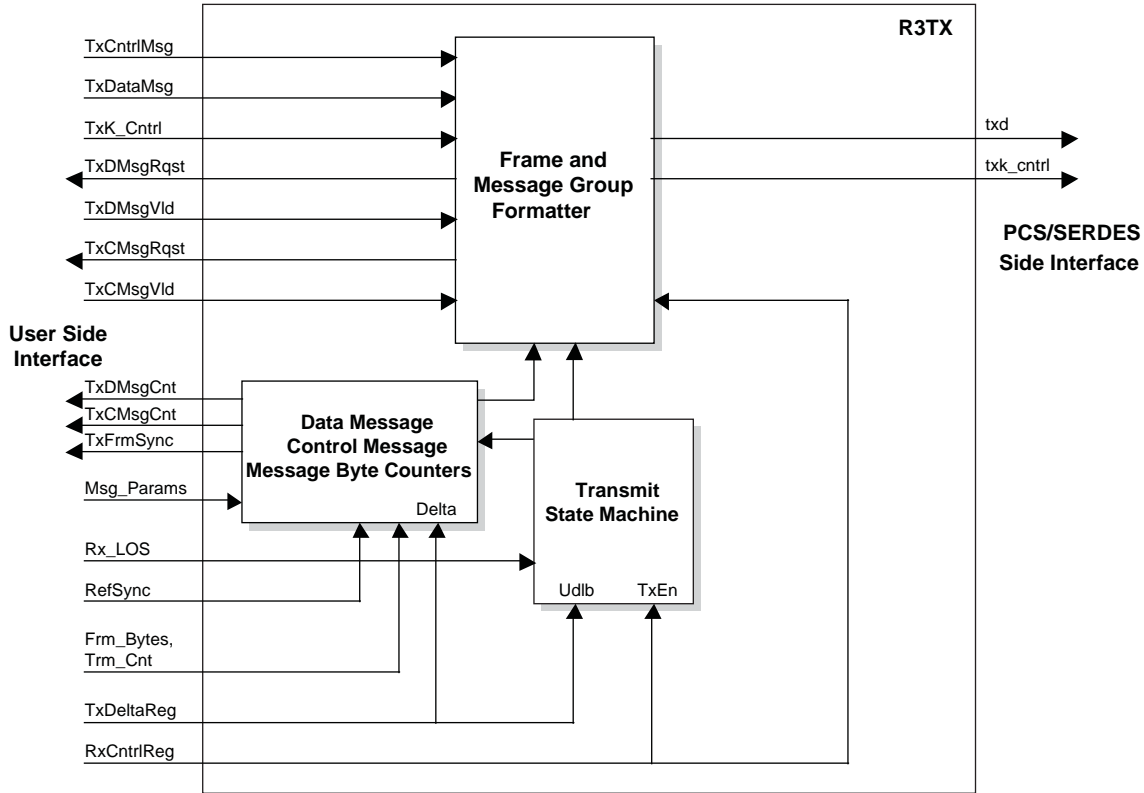 R3TX
TxCntrlMsg
TxDataMsg
TxK_Cntrl
TxDMsgRqst
TxDMsgVld
TxCMsgRqst
TxCMsgVld
Frame and
Message Group
Formatter
txd
txk_cntrl
PCS/SERDES
Side Interface
User Side
Interface
TxDMsgCnt
TxCMsgCnt
TxFrmSync
Msg_Params
Data Message
Control Message
Message Byte Counters
Delta
Transmit
State Machine
Udlb
TxEn
Rx_LOS
RefSync
Frm_Bytes,
Trm_Cnt
TxDeltaReg
RxCntrlReg